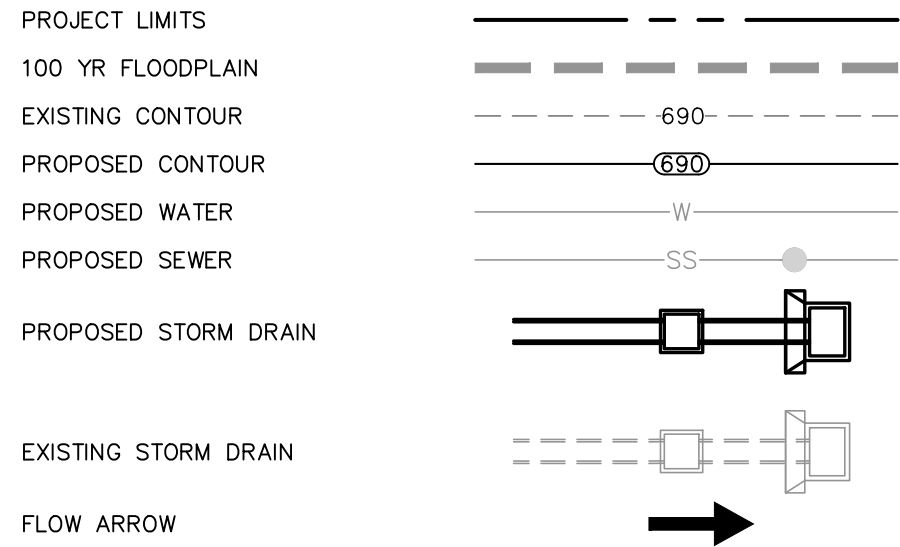 PROJECT LIMITS
100 YR FLOODPLAIN
EXISTING CONTOUR 690
PROPOSED CONTOUR 690
PROPOSED WATER W
PROPOSED SEWER SS
PROPOSED STORM DRAIN
EXISTING STORM DRAIN
FLOW ARROW